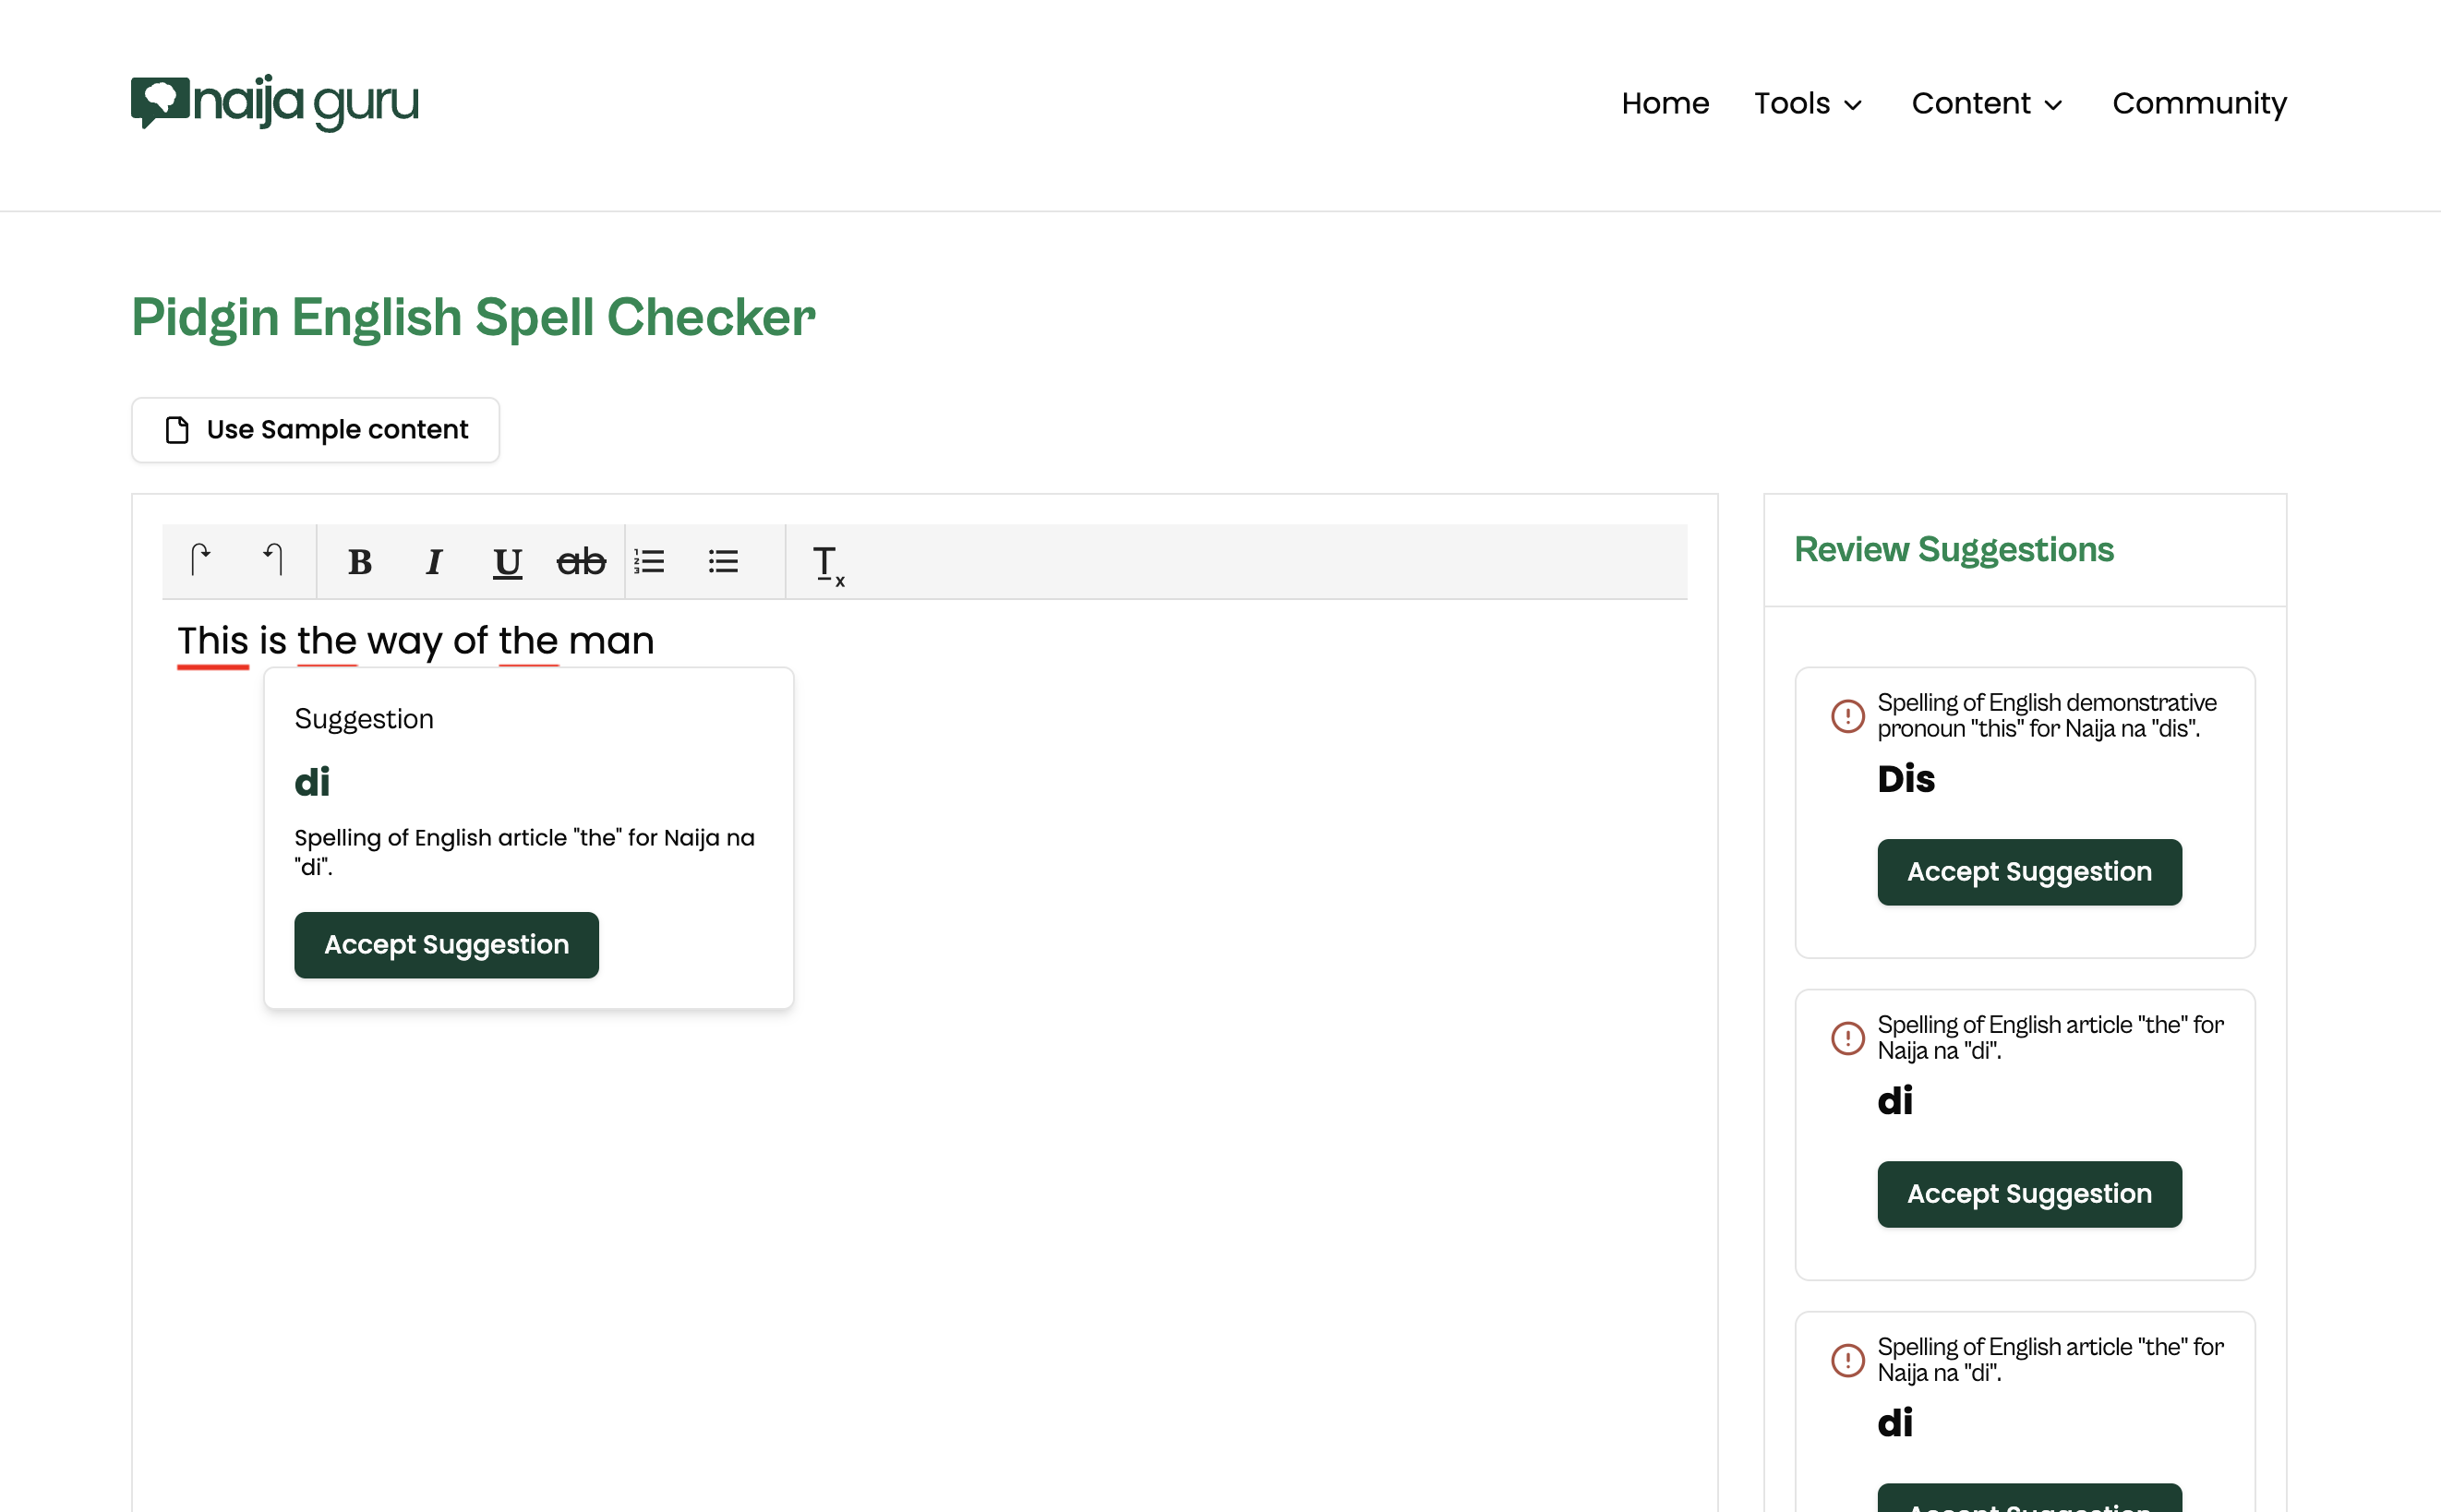 naija guru
Home
Tools
Content
Community
Pidgin English Spell Checker
Use Sample content
B I U ab Tx
This is the way of the man
Suggestion
di
Spelling of English article "the" for Naija na
"di".
Accept Suggestion
Review Suggestions
Spelling of English demonstrative
pronoun "this" for Naija na "dis".
Dis
Accept Suggestion
Spelling of English article "the" for
Naija na "di".
di
Accept Suggestion
Spelling of English article "the" for
Naija na "di".
di
Accept Suggestion